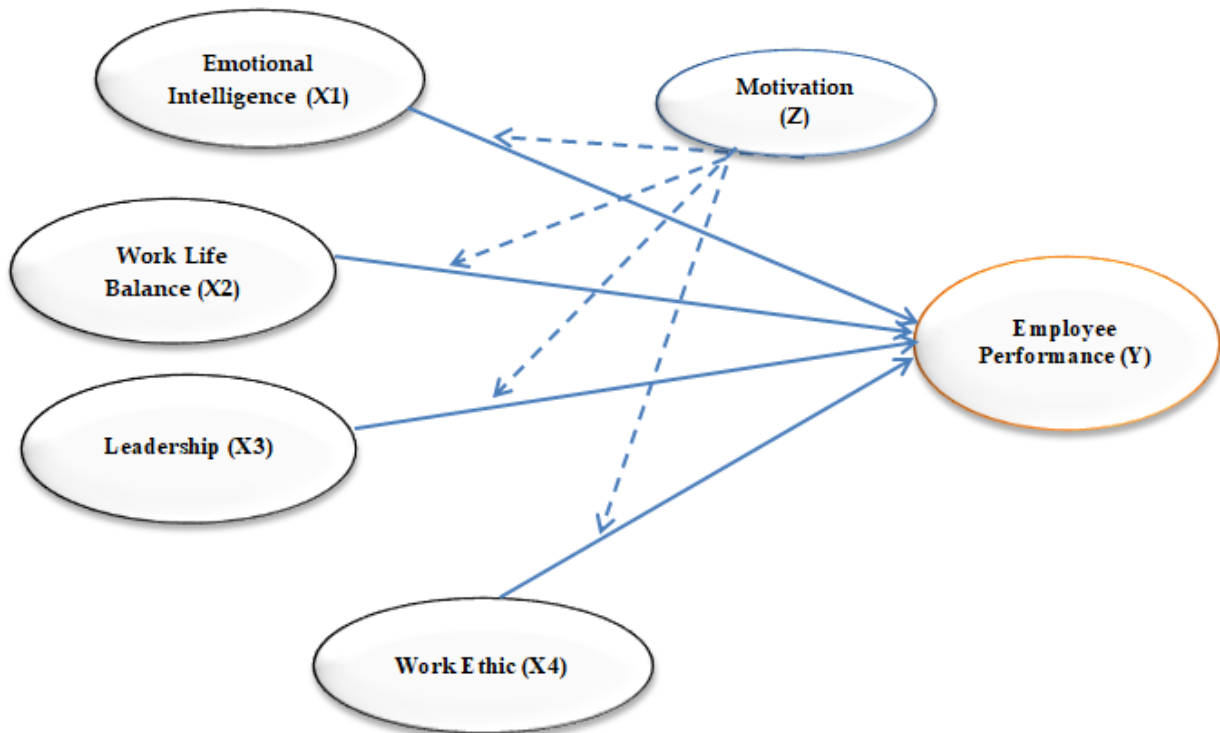 Emotional
Intelligence (X1)
Motivation
(Z)
Work Life
Balance (X2)
Employee
Performance (Y)
Leadership (X3)
Work Ethic (X4)